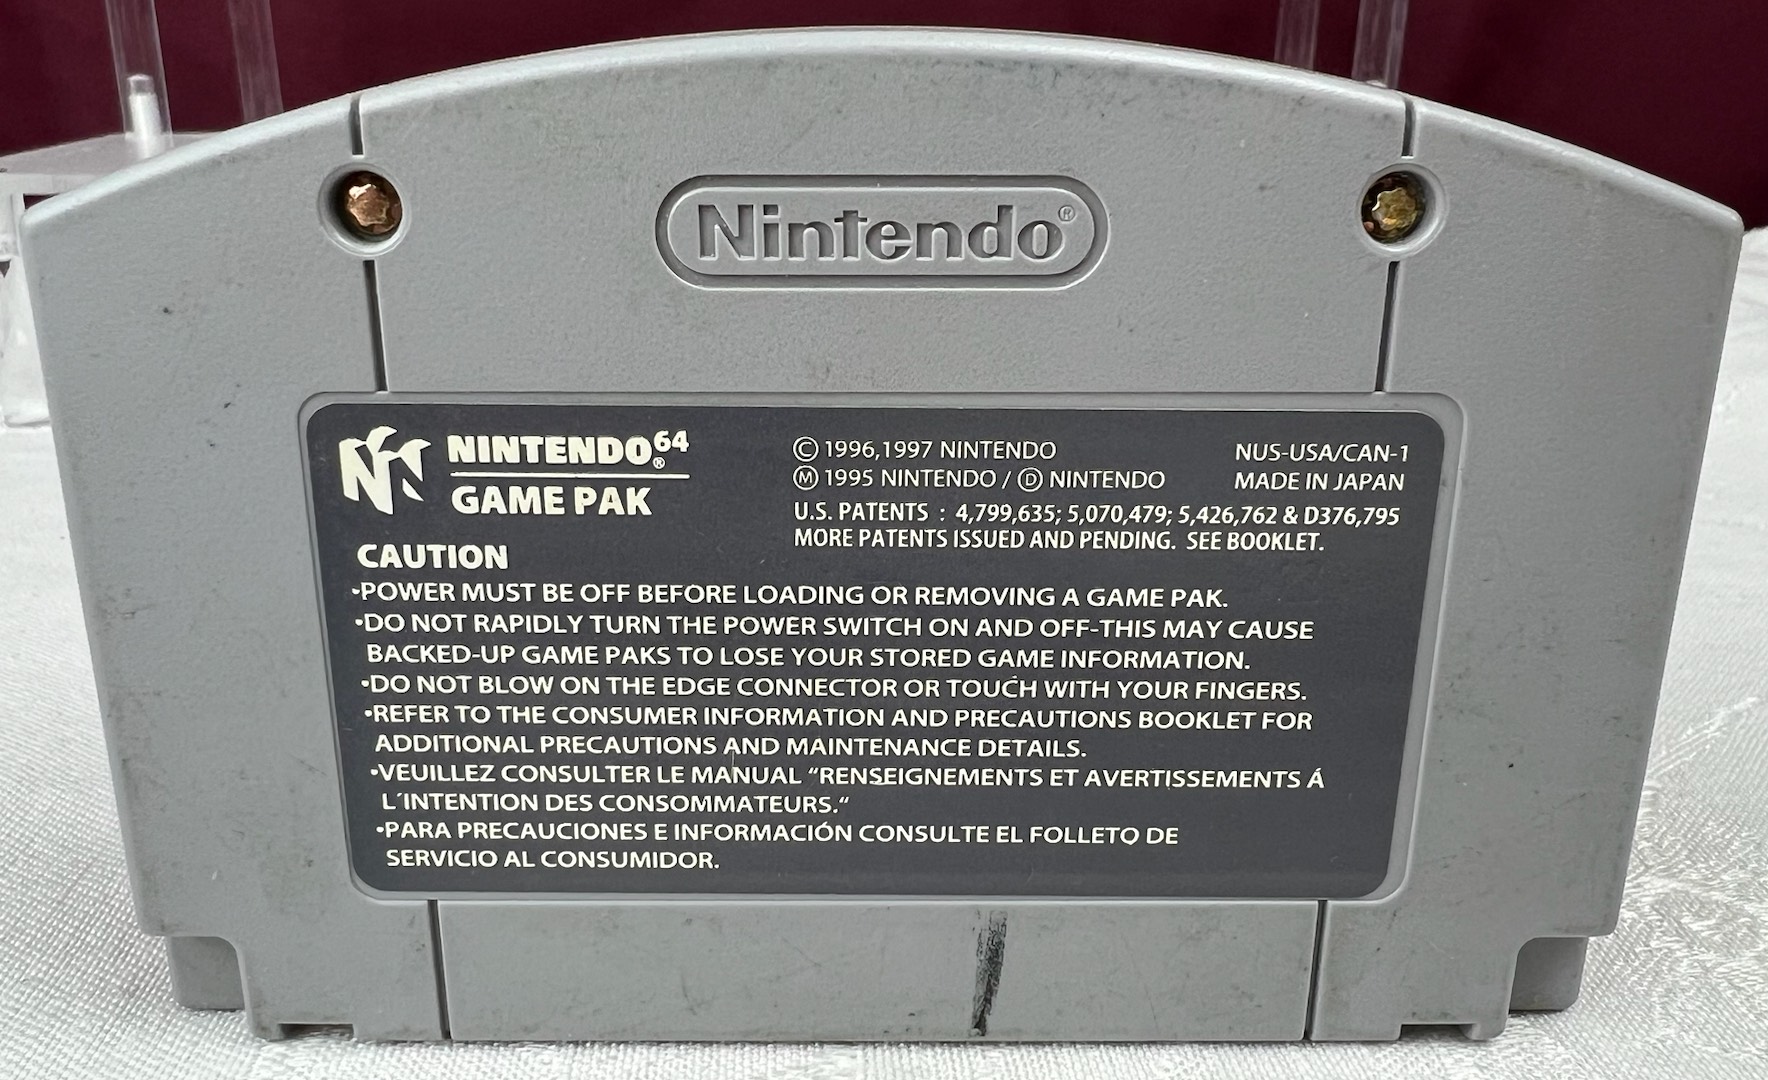 Nintendo®
NINTENDO⁶⁴®
GAME PAK
Ⓒ 1996,1997 NINTENDO
Ⓜ 1995 NINTENDO / Ⓓ NINTENDO
NUS-USA/CAN-1
MADE IN JAPAN
U.S. PATENTS : 4,799,635; 5,070,479; 5,426,762 & D376,795
MORE PATENTS ISSUED AND PENDING. SEE BOOKLET.
CAUTION
•POWER MUST BE OFF BEFORE LOADING OR REMOVING A GAME PAK.
•DO NOT RAPIDLY TURN THE POWER SWITCH ON AND OFF-THIS MAY CAUSE
BACKED-UP GAME PAKS TO LOSE YOUR STORED GAME INFORMATION.
•DO NOT BLOW ON THE EDGE CONNECTOR OR TOUCH WITH YOUR FINGERS.
•REFER TO THE CONSUMER INFORMATION AND PRECAUTIONS BOOKLET FOR
ADDITIONAL PRECAUTIONS AND MAINTENANCE DETAILS.
•VEUILLEZ CONSULTER LE MANUAL “RENSEIGNEMENTS ET AVERTISSEMENTS Á
L´INTENTION DES CONSOMMATEURS.“
•PARA PRECAUCIONES E INFORMACIÓN CONSULTE EL FOLLETO DE
SERVICIO AL CONSUMIDOR.